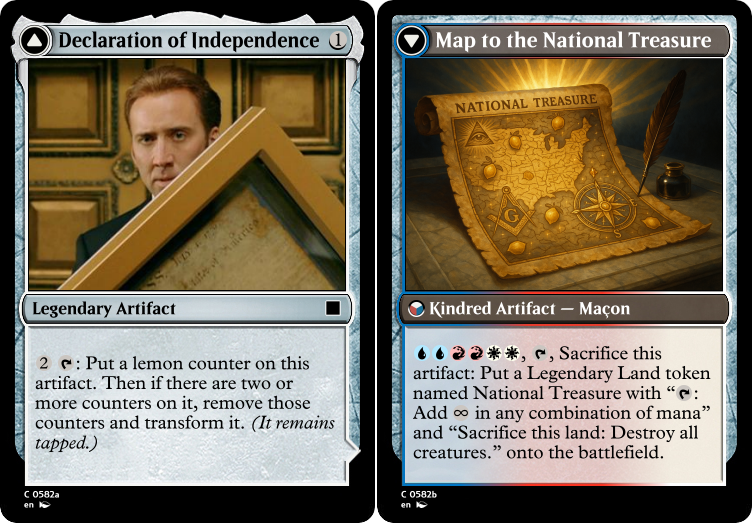 Declaration of Independence 1
Legendary Artifact
2 : Put a lemon counter on this
artifact. Then if there are two or
more counters on it, remove those
counters and transform it. (It remains
tapped.)
C 0582a
en
Map to the National Treasure
NATIONAL TREASURE
G
Kindred Artifact — Maçon
, , Sacrifice this
artifact: Put a Legendary Land token
named National Treasure with “ :
Add ∞ in any combination of mana”
and “Sacrifice this land: Destroy all
creatures.” onto the battlefield.
C 0582b
en